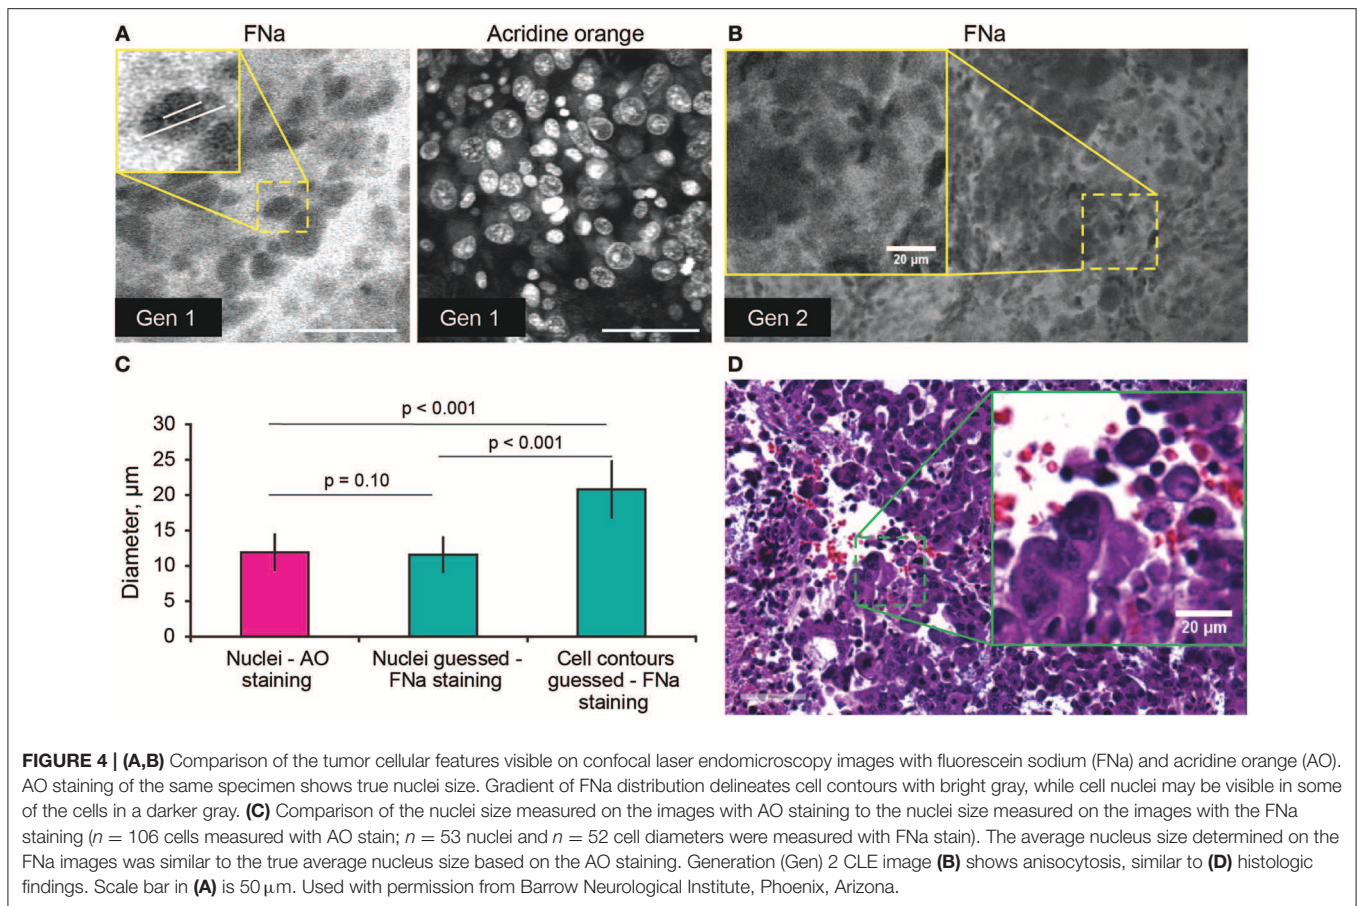 A
FNa
Acridine orange
B
FNa
Gen 1
Gen 1
20 µm
Gen 2
C
D
p < 0.001
p < 0.001
p = 0.10
30
25
20
15
10
5
0
Diameter, µm
Nuclei - AO
staining
Nuclei guessed -
FNa staining
Cell contours
guessed - FNa
staining
20 µm
FIGURE 4 | (A,B) Comparison of the tumor cellular features visible on confocal laser endomicroscopy images with fluorescein sodium (FNa) and acridine orange (AO).
AO staining of the same specimen shows true nuclei size. Gradient of FNa distribution delineates cell contours with bright gray, while cell nuclei may be visible in some
of the cells in a darker gray. (C) Comparison of the nuclei size measured on the images with AO staining to the nuclei size measured on the images with the FNa
staining (n = 106 cells measured with AO stain; n = 53 nuclei and n = 52 cell diameters were measured with FNa stain). The average nucleus size determined on the
FNa images was similar to the true average nucleus size based on the AO staining. Generation (Gen) 2 CLE image (B) shows anisocytosis, similar to (D) histologic
findings. Scale bar in (A) is 50 µm. Used with permission from Barrow Neurological Institute, Phoenix, Arizona.